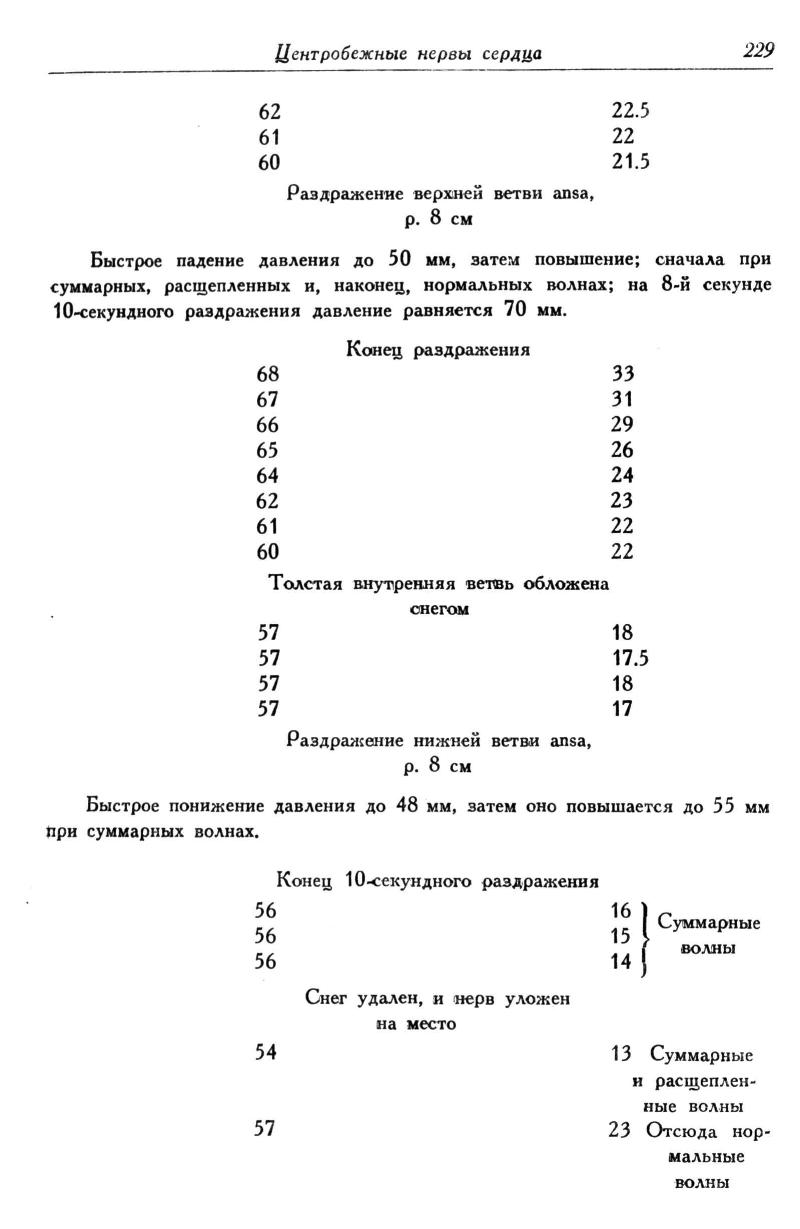 Центробежные нервы сердца 229
62 22.5
61 22
60 21.5
Раздражение верхней ветви ansa,
р. 8 см
Быстрое падение давления до 50 мм, затем повышение; сначала при
суммарных, расщепленных и, наконец, нормальных волнах; на 8-й секунде
10-секундного раздражения давление равняется 70 мм.
Конец раздражения
68 33
67 31
66 29
65 26
64 24
62 23
61 22
60 22
Толстая внутренняя ветвь обложена
снегом
57 18
57 17.5
57 18
57 17
Раздражение нижней ветви ansa,
р. 8 см
Быстрое понижение давления до 48 мм, затем оно повышается до 55 мм
при суммарных волнах.
Конец 10-секундного раздражения
56 16
56 15
56 14
Суммарные
волны
Снег удален, и нерв уложен
на место
54 13 Суммарные
и расщеплен-
ные волны
57 23 Отсюда нор-
мальные
волны